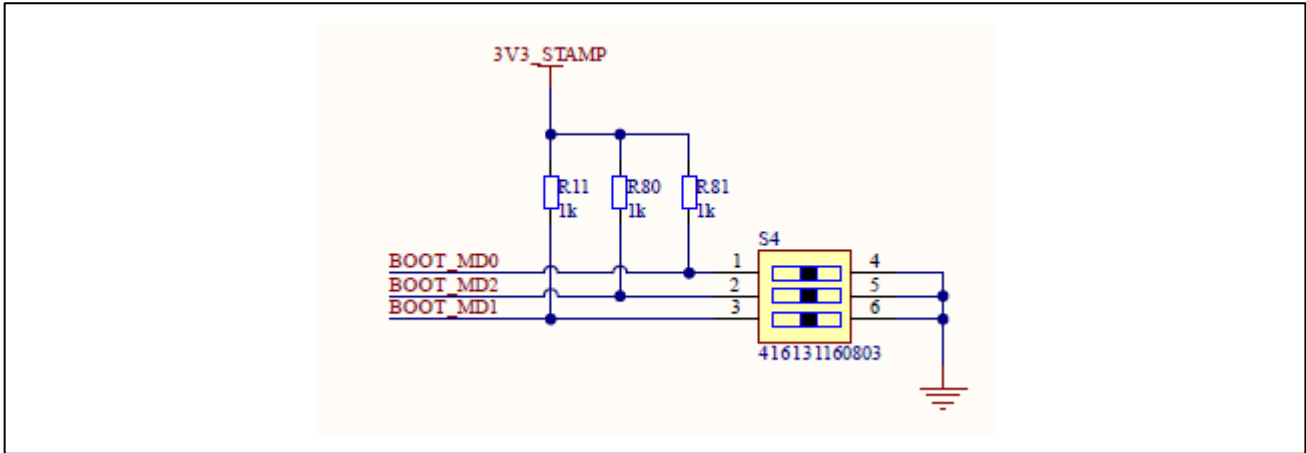 3V3_STAMP
R11 R80 R81
1k 1k 1k
S4
BOOT_MD0 1 4
BOOT_MD2 2 5
BOOT_MD1 3 6
416131160803